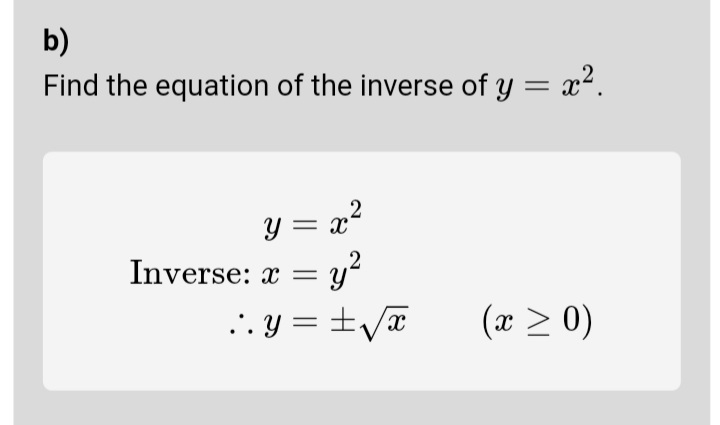 b)
Find the equation of the inverse of y = x².
y = x²
Inverse: x = y²
∴ y = ±√x (x ≥ 0)